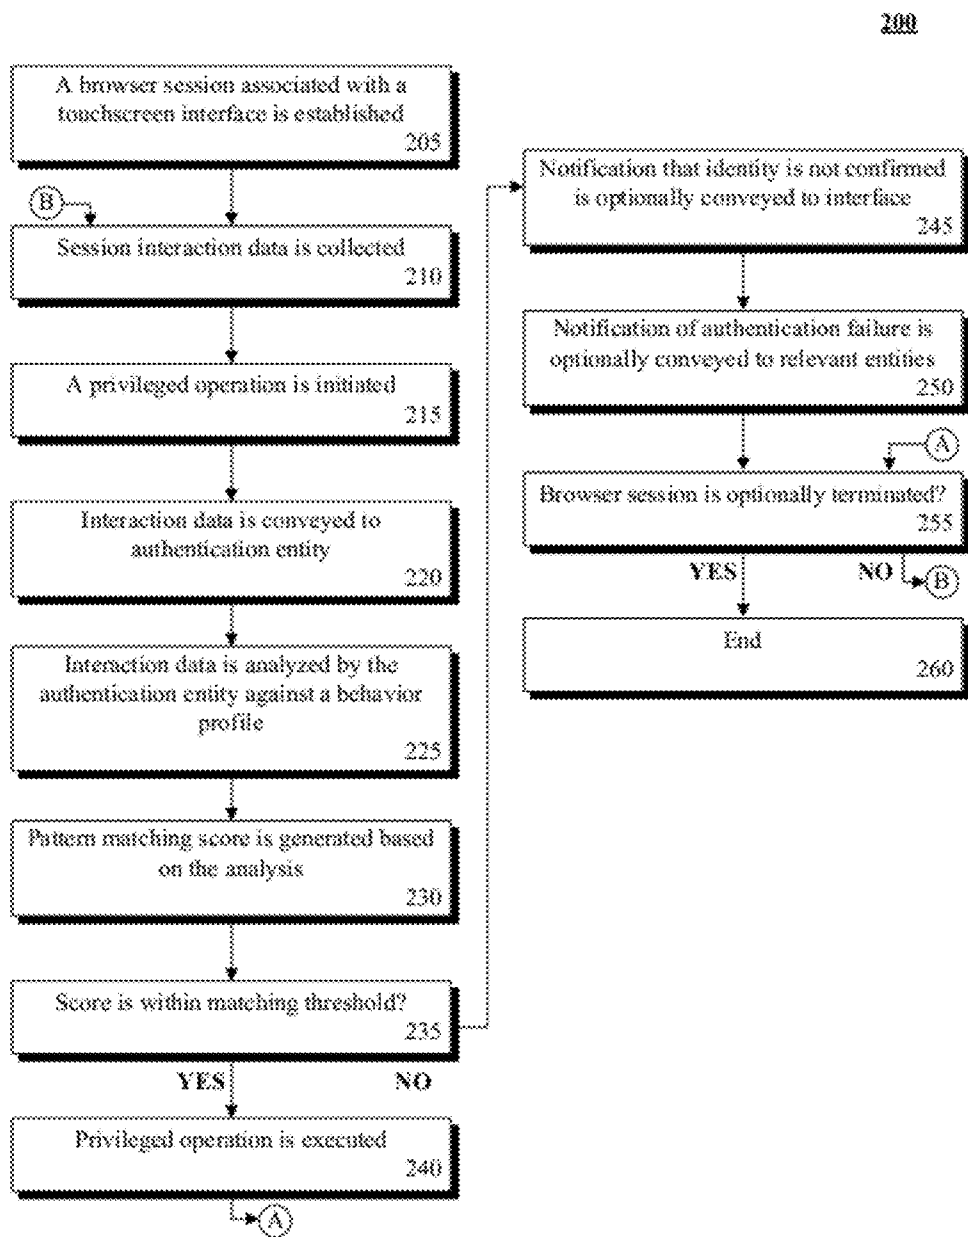 200
A browser session associated with a
touchscreen interface is established
205
B
Session interaction data is collected
210
A privileged operation is initiated
215
Interaction data is conveyed to
authentication entity
220
Interaction data is analyzed by the
authentication entity against a behavior
profile
225
Pattern matching score is generated based
on the analysis
230
Score is within matching threshold?
235
YES NO
Privileged operation is executed
240
A
Notification that identity is not confirmed
is optionally conveyed to interface
245
Notification of authentication failure is
optionally conveyed to relevant entities
250
A
Browser session is optionally terminated?
255
YES NO
B
End
260